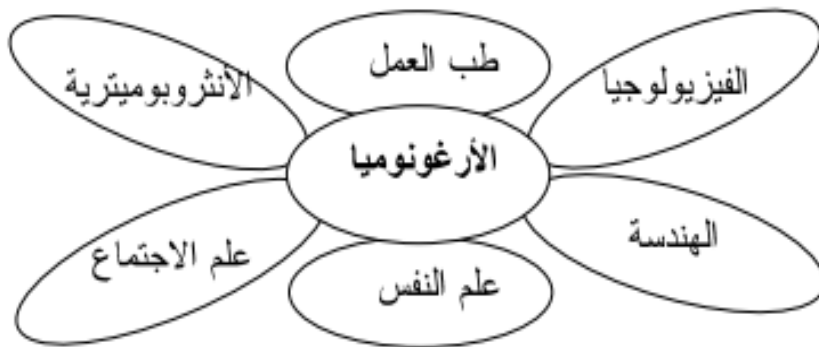 طب العمل
الفيزيولوجيا
الأنثروبوميترية
الأرغونوميا
الهندسة
علم الاجتماع
علم النفس